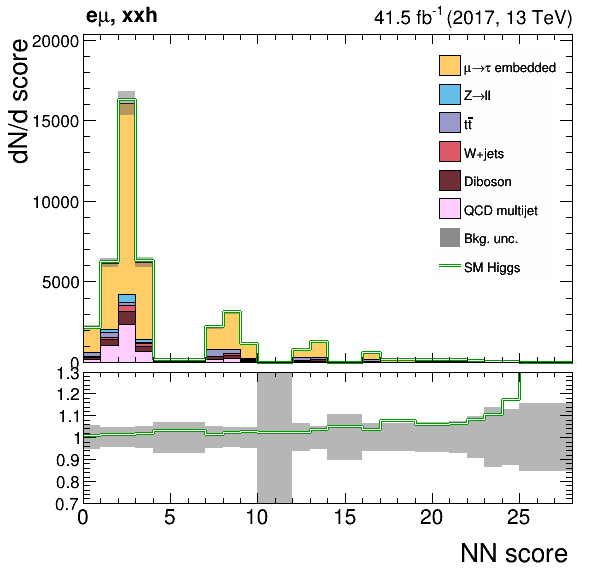 eμ, xxh
41.5 fb⁻¹ (2017, 13 TeV)
dN/d score
20000
15000
10000
5000
0
μ→τ embedded
Z→ll
tt̄
W+jets
Diboson
QCD multijet
Bkg. unc.
SM Higgs
1.3
1.2
1.1
1
0.9
0.8
0.7
0 5 10 15 20 25
NN score